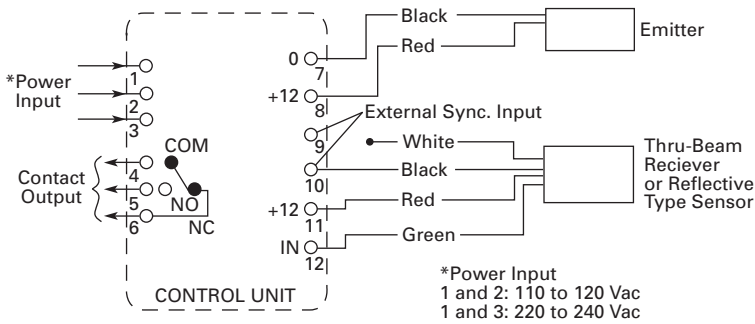 Black
Emitter
0
7
Red
*Power
Input
1
+12
8
2
External Sync. Input
3
9
White
COM
Thru-Beam
Reciever
or Reflective
Type Sensor
Black
10
4
Contact
Output
Red
5
NO
+12
11
6
NC
Green
IN
12
*Power Input
1 and 2: 110 to 120 Vac
1 and 3: 220 to 240 Vac
CONTROL UNIT